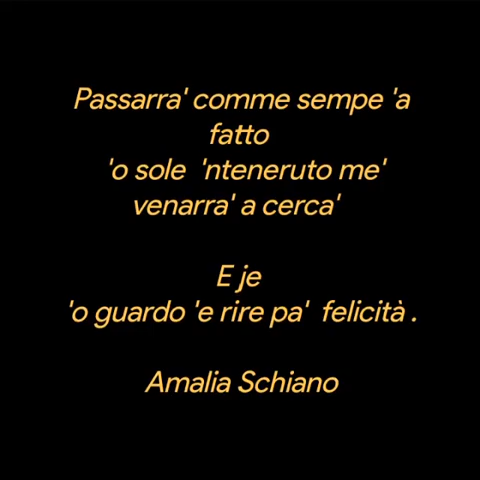 Passarra' comme sempe 'a
fatto
'o sole 'nteneruto me'
venarra' a cerca'
E je
'o guardo 'e rire pa' felicità .
Amalia Schiano